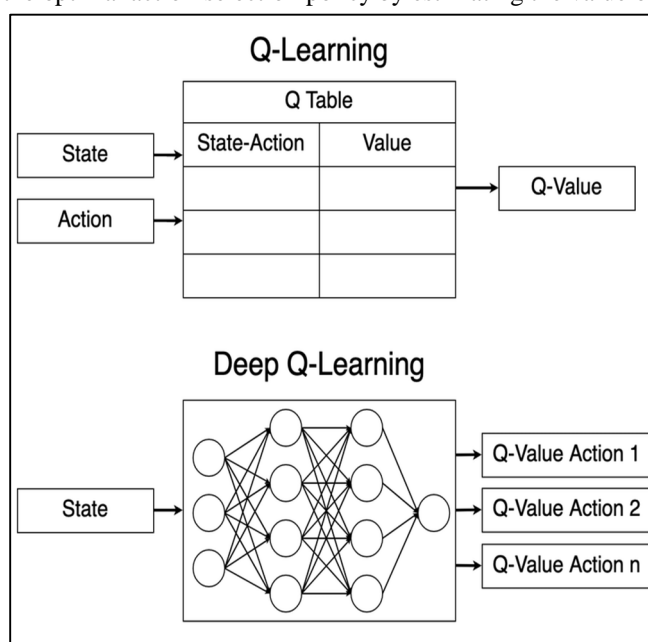 Q-Learning
Q Table
State-Action Value
State
Action
Q-Value
Deep Q-Learning
State
Q-Value Action 1
Q-Value Action 2
Q-Value Action n